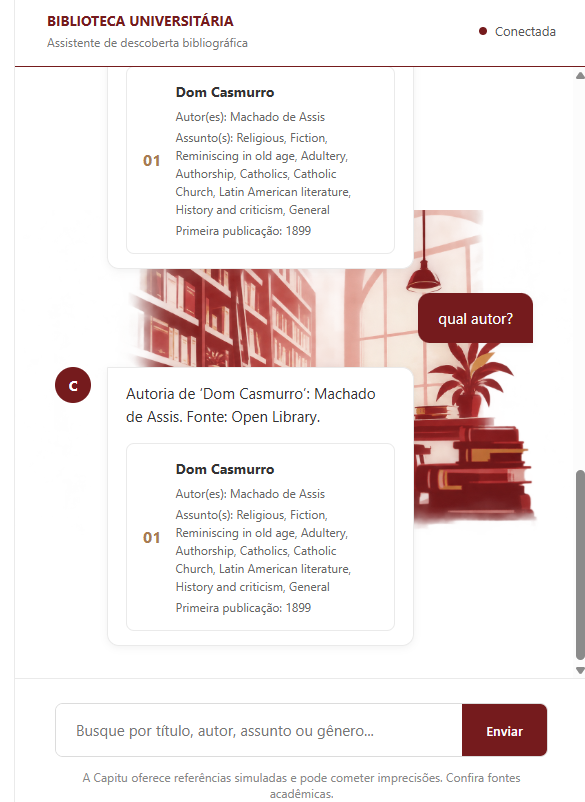 BIBLIOTECA UNIVERSITÁRIA
Assistente de descoberta bibliográfica
Conectada
Dom Casmurro
Autor(es): Machado de Assis
Assunto(s): Religious, Fiction,
Reminiscing in old age, Adultery,
01
Authorship, Catholics, Catholic
Church, Latin American literature,
History and criticism, General
Primeira publicação: 1899
qual autor?
C
Autoria de ‘Dom Casmurro’: Machado
de Assis. Fonte: Open Library.
Dom Casmurro
Autor(es): Machado de Assis
Assunto(s): Religious, Fiction,
Reminiscing in old age, Adultery,
01
Authorship, Catholics, Catholic
Church, Latin American literature,
History and criticism, General
Primeira publicação: 1899
Busque por título, autor, assunto ou gênero...
Enviar
A Capitu oferece referências simuladas e pode cometer imprecisões. Confira fontes
acadêmicas.